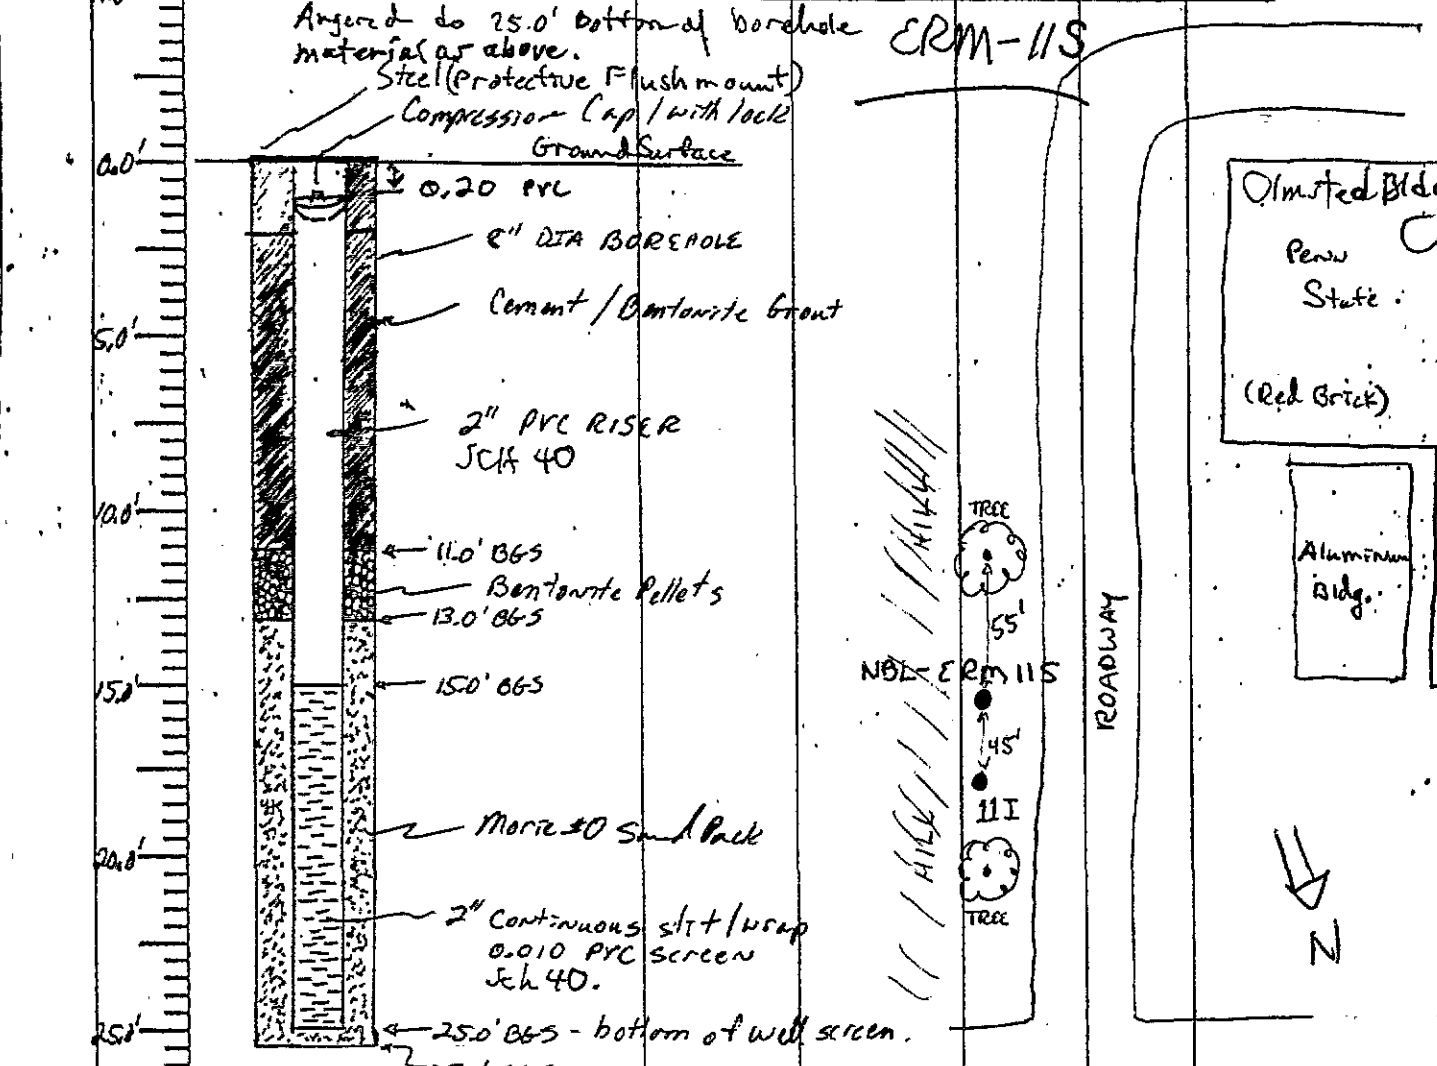 Augered to 25.0' bottom of borehole
material as above.
ERM-11S
Steel (Protective Flushmount)
Compression Cap / with lock
Ground Surface
0.0'
0.20 PVC
8" DIA BOREHOLE
Cement / Bentonite Grout
5.0'
2" PVC RISER
SCH 40
10.0'
11.0' BGS
Bentonite Pellets
13.0' BGS
15.0'
15.0' BGS
Morie #0 Sand Pack
20.0'
2" Continuous slit / wrap
0.010 PVC screen
Sch 40.
25.0'
25.0' BGS - bottom of well screen.
Olmsted Bldg
Penn
State
(Red Brick)
Aluminum
Bldg.
ROADWAY
HILL
TREE
55'
NBL-ERM 11S
45'
11I
HILL
TREE
N